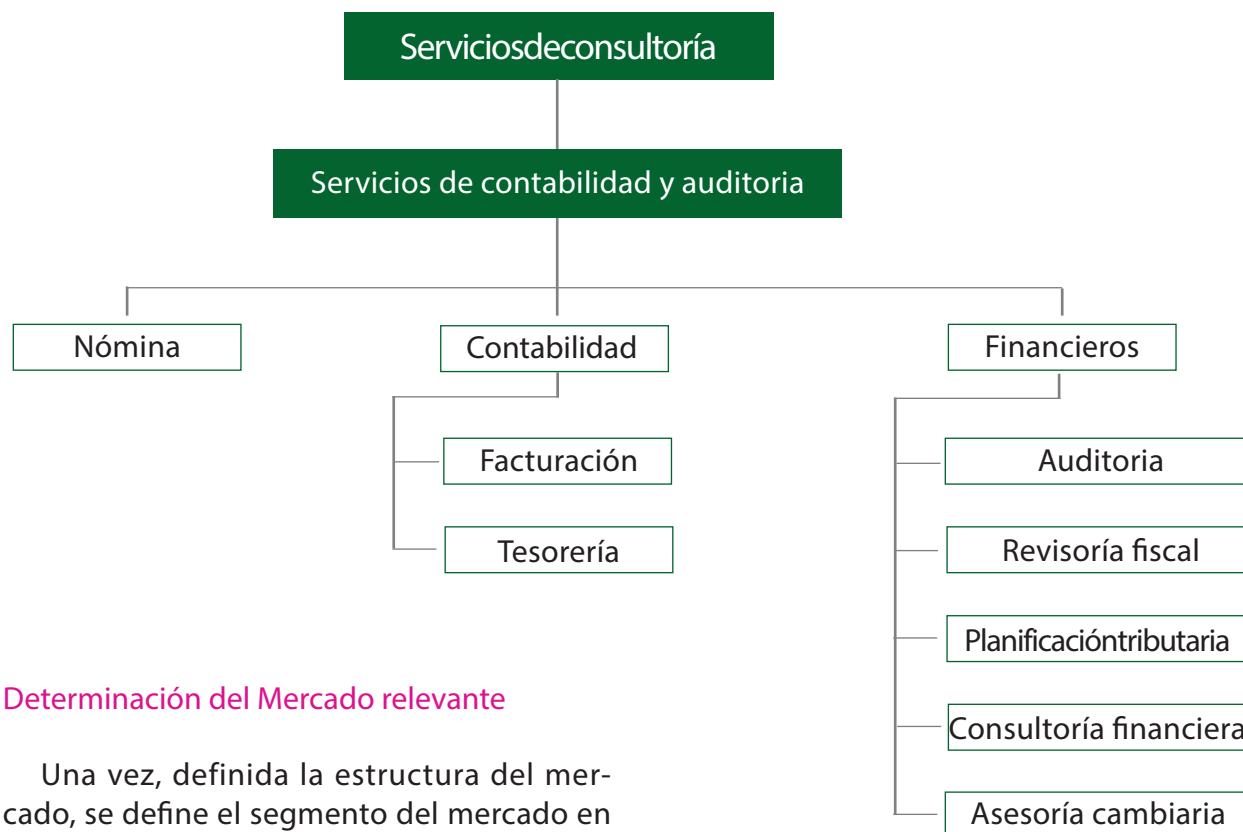 Serviciosdeconsultoría
Servicios de contabilidad y auditoria
Nómina
Contabilidad
Financieros
Facturación
Tesorería
Auditoria
Revisoría fiscal
Planificacióntributaria
Consultoría financiera
Asesoría cambiaria
Determinación del Mercado relevante
Una vez, definida la estructura del mer-
cado, se define el segmento del mercado en